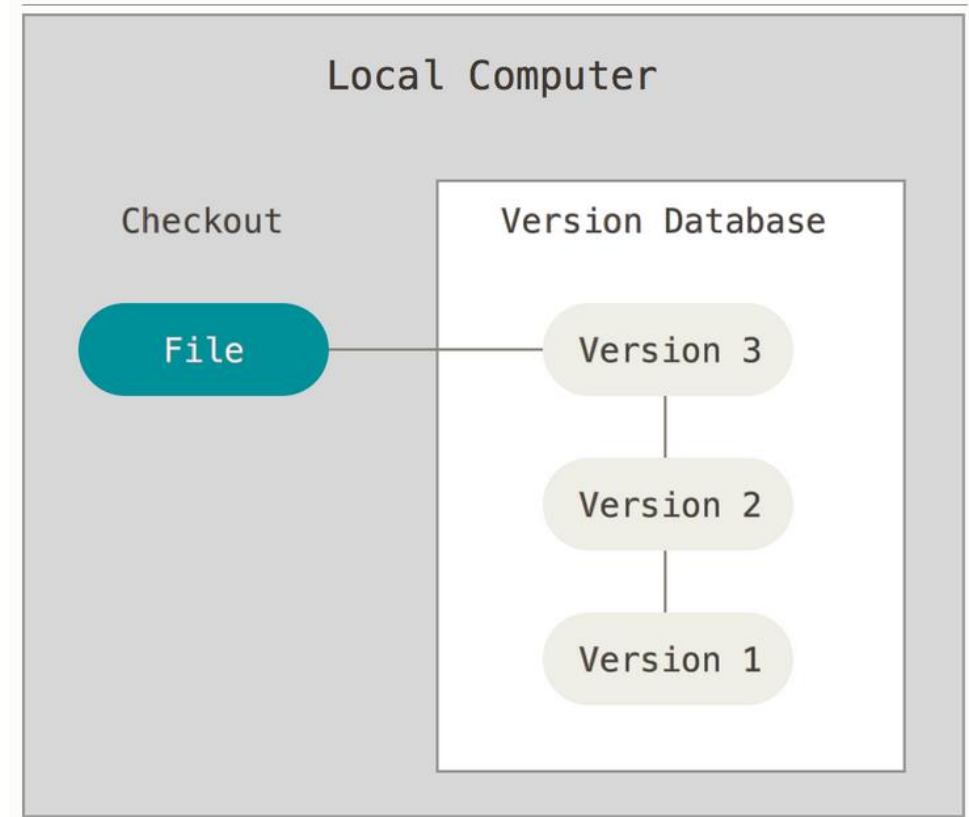 Local Computer
Checkout
Version Database
File
Version 3
Version 2
Version 1